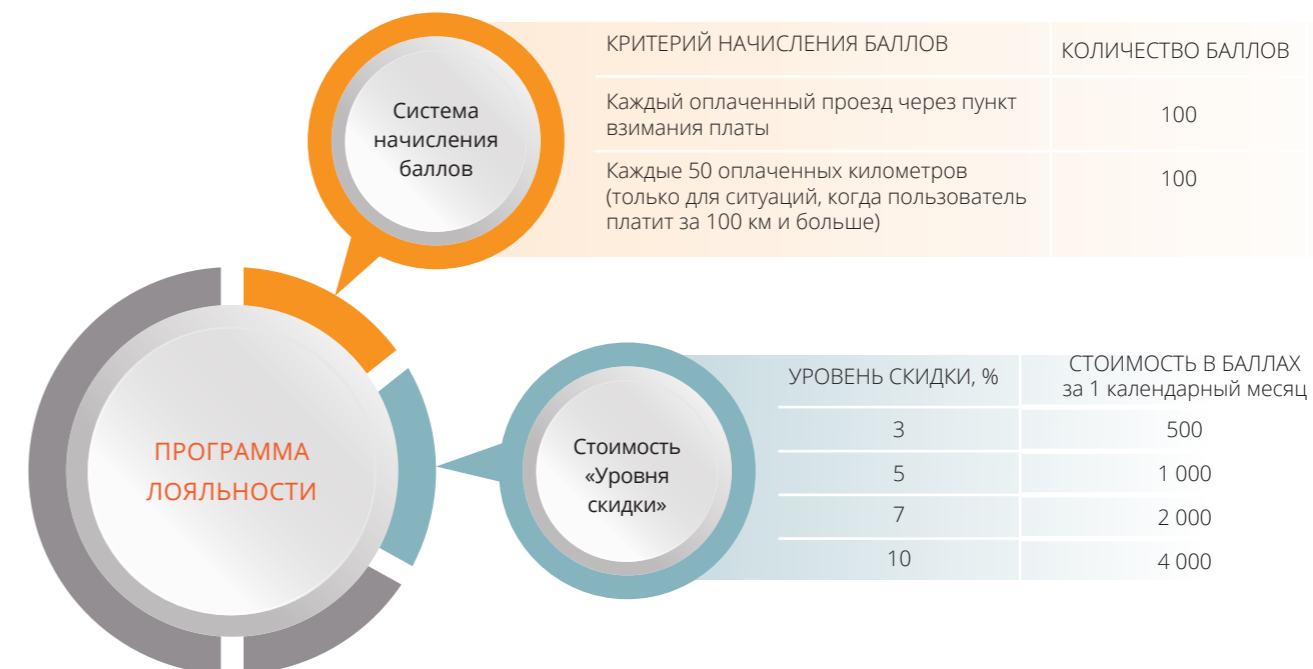 Система
начисления
баллов
КРИТЕРИЙ НАЧИСЛЕНИЯ БАЛЛОВ
КОЛИЧЕСТВО БАЛЛОВ
Каждый оплаченный проезд через пункт
взимания платы
100
Каждые 50 оплаченных километров
(только для ситуаций, когда пользователь
платит за 100 км и больше)
100
ПРОГРАММА
ЛОЯЛЬНОСТИ
Стоимость
«Уровня
скидки»
УРОВЕНЬ СКИДКИ, %
СТОИМОСТЬ В БАЛЛАХ
за 1 календарный месяц
3
500
5
1 000
7
2 000
10
4 000